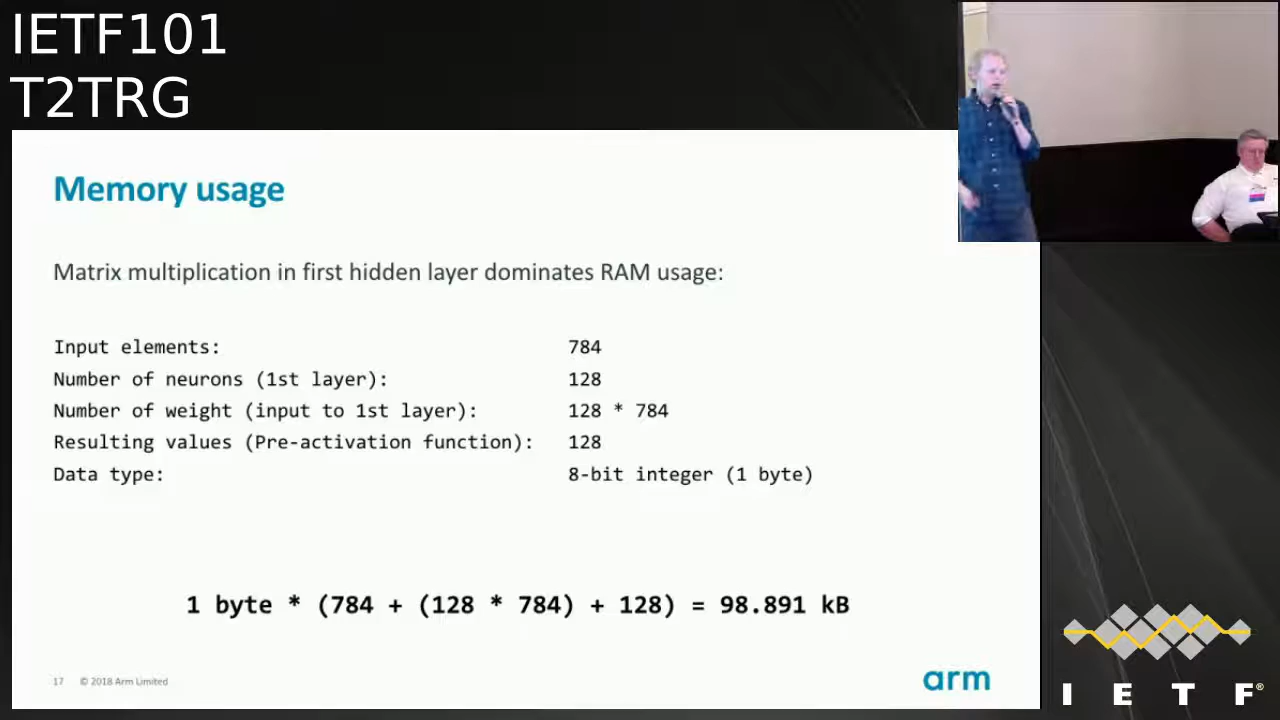 IETF101
T2TRG
Memory usage
Matrix multiplication in first hidden layer dominates RAM usage:
Input elements: 784
Number of neurons (1st layer): 128
Number of weight (input to 1st layer): 128 * 784
Resulting values (Pre-activation function): 128
Data type: 8-bit integer (1 byte)
1 byte * (784 + (128 * 784) + 128) = 98.891 kB
17 © 2018 Arm Limited
arm
I E T F®